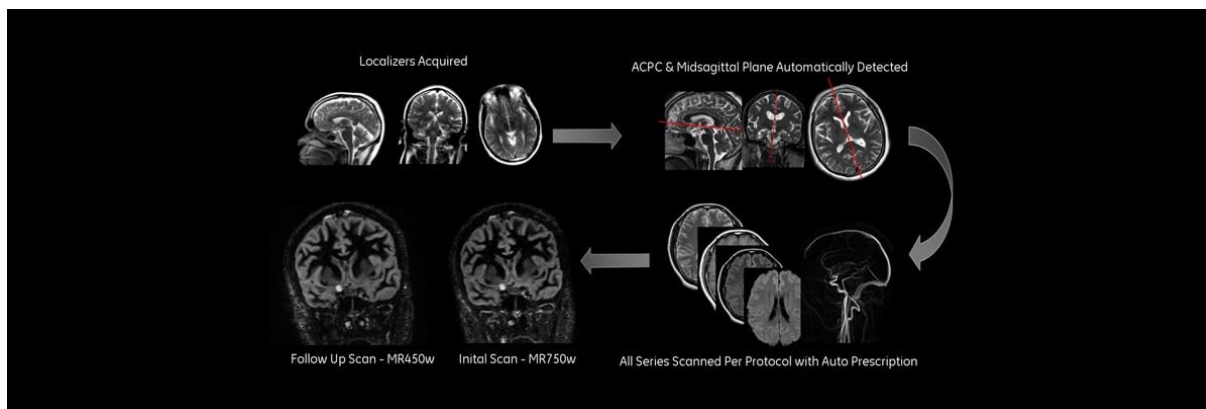 Localizers Acquired
ACPC & Midsagittal Plane Automatically Detected
Follow Up Scan - MR450w
Inital Scan - MR750w
All Series Scanned Per Protocol with Auto Prescription